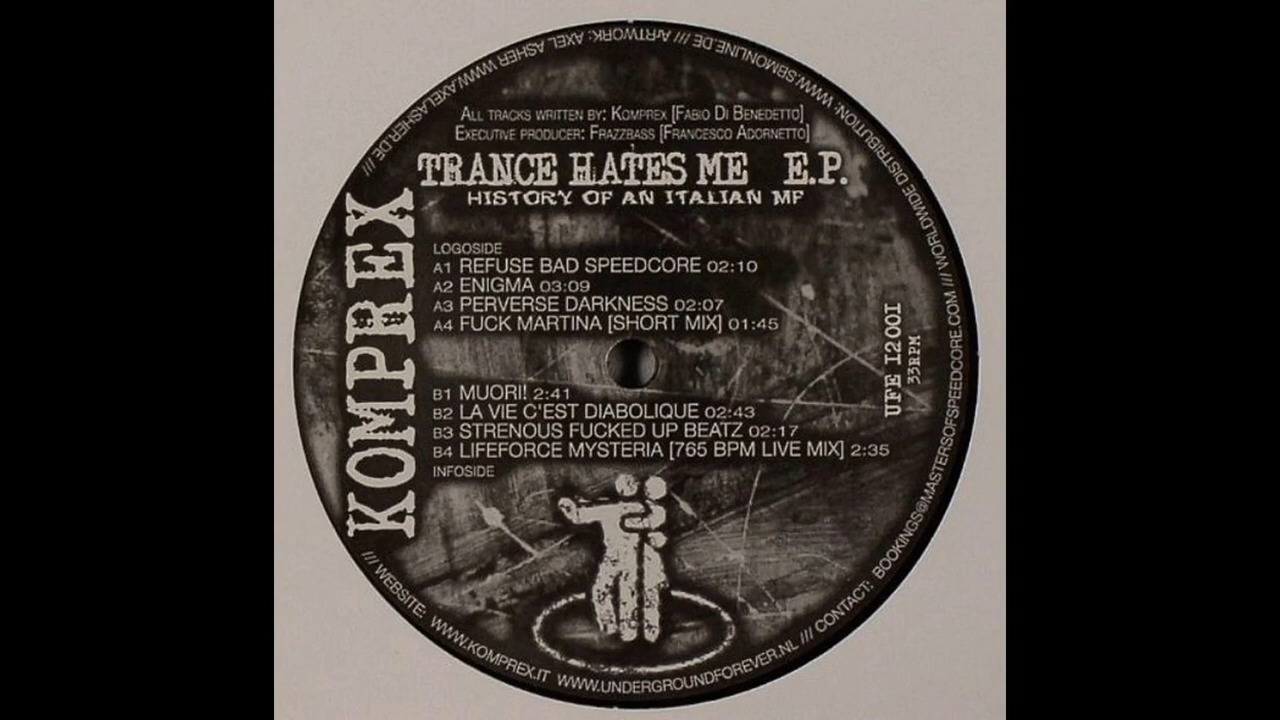 ALL TRACKS WRITTEN BY: KOMPREX [FABIO DI BENEDETTO]
EXECUTIVE PRODUCER: FRAZZBASS [FRANCESCO ADORNETTO]
TRANCE HATES ME E.P.
HISTORY OF AN ITALIAN MF
KOMPREX
LOGOSIDE
A1 REFUSE BAD SPEEDCORE 02:10
A2 ENIGMA 03:09
A3 PERVERSE DARKNESS 02:07
A4 FUCK MARTINA [SHORT MIX] 01:45
B1 MUORI! 2:41
B2 LA VIE C'EST DIABOLIQUE 02:43
B3 STRENOUS FUCKED UP BEATZ 02:17
B4 LIFEFORCE MYSTERIA [765 BPM LIVE MIX] 2:35
INFOSIDE
UFE 12001
33RPM
/// WEBSITE: WWW.KOMPREX.IT WWW.UNDERGROUNDFOREVER.NL /// CONTACT: BOOKINGS@MASTERSOFSPEEDCORE.COM /// WORLDWIDE DISTRIBUTION: WWW.SBMONLINE.DE /// ARTWORK: AXEL ASHER WWW.AXELASHER.DE ///